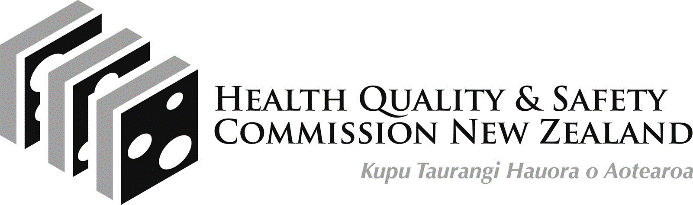 Health Quality & Safety
Commission New Zealand
Kupu Taurangi Hauora o Aotearoa